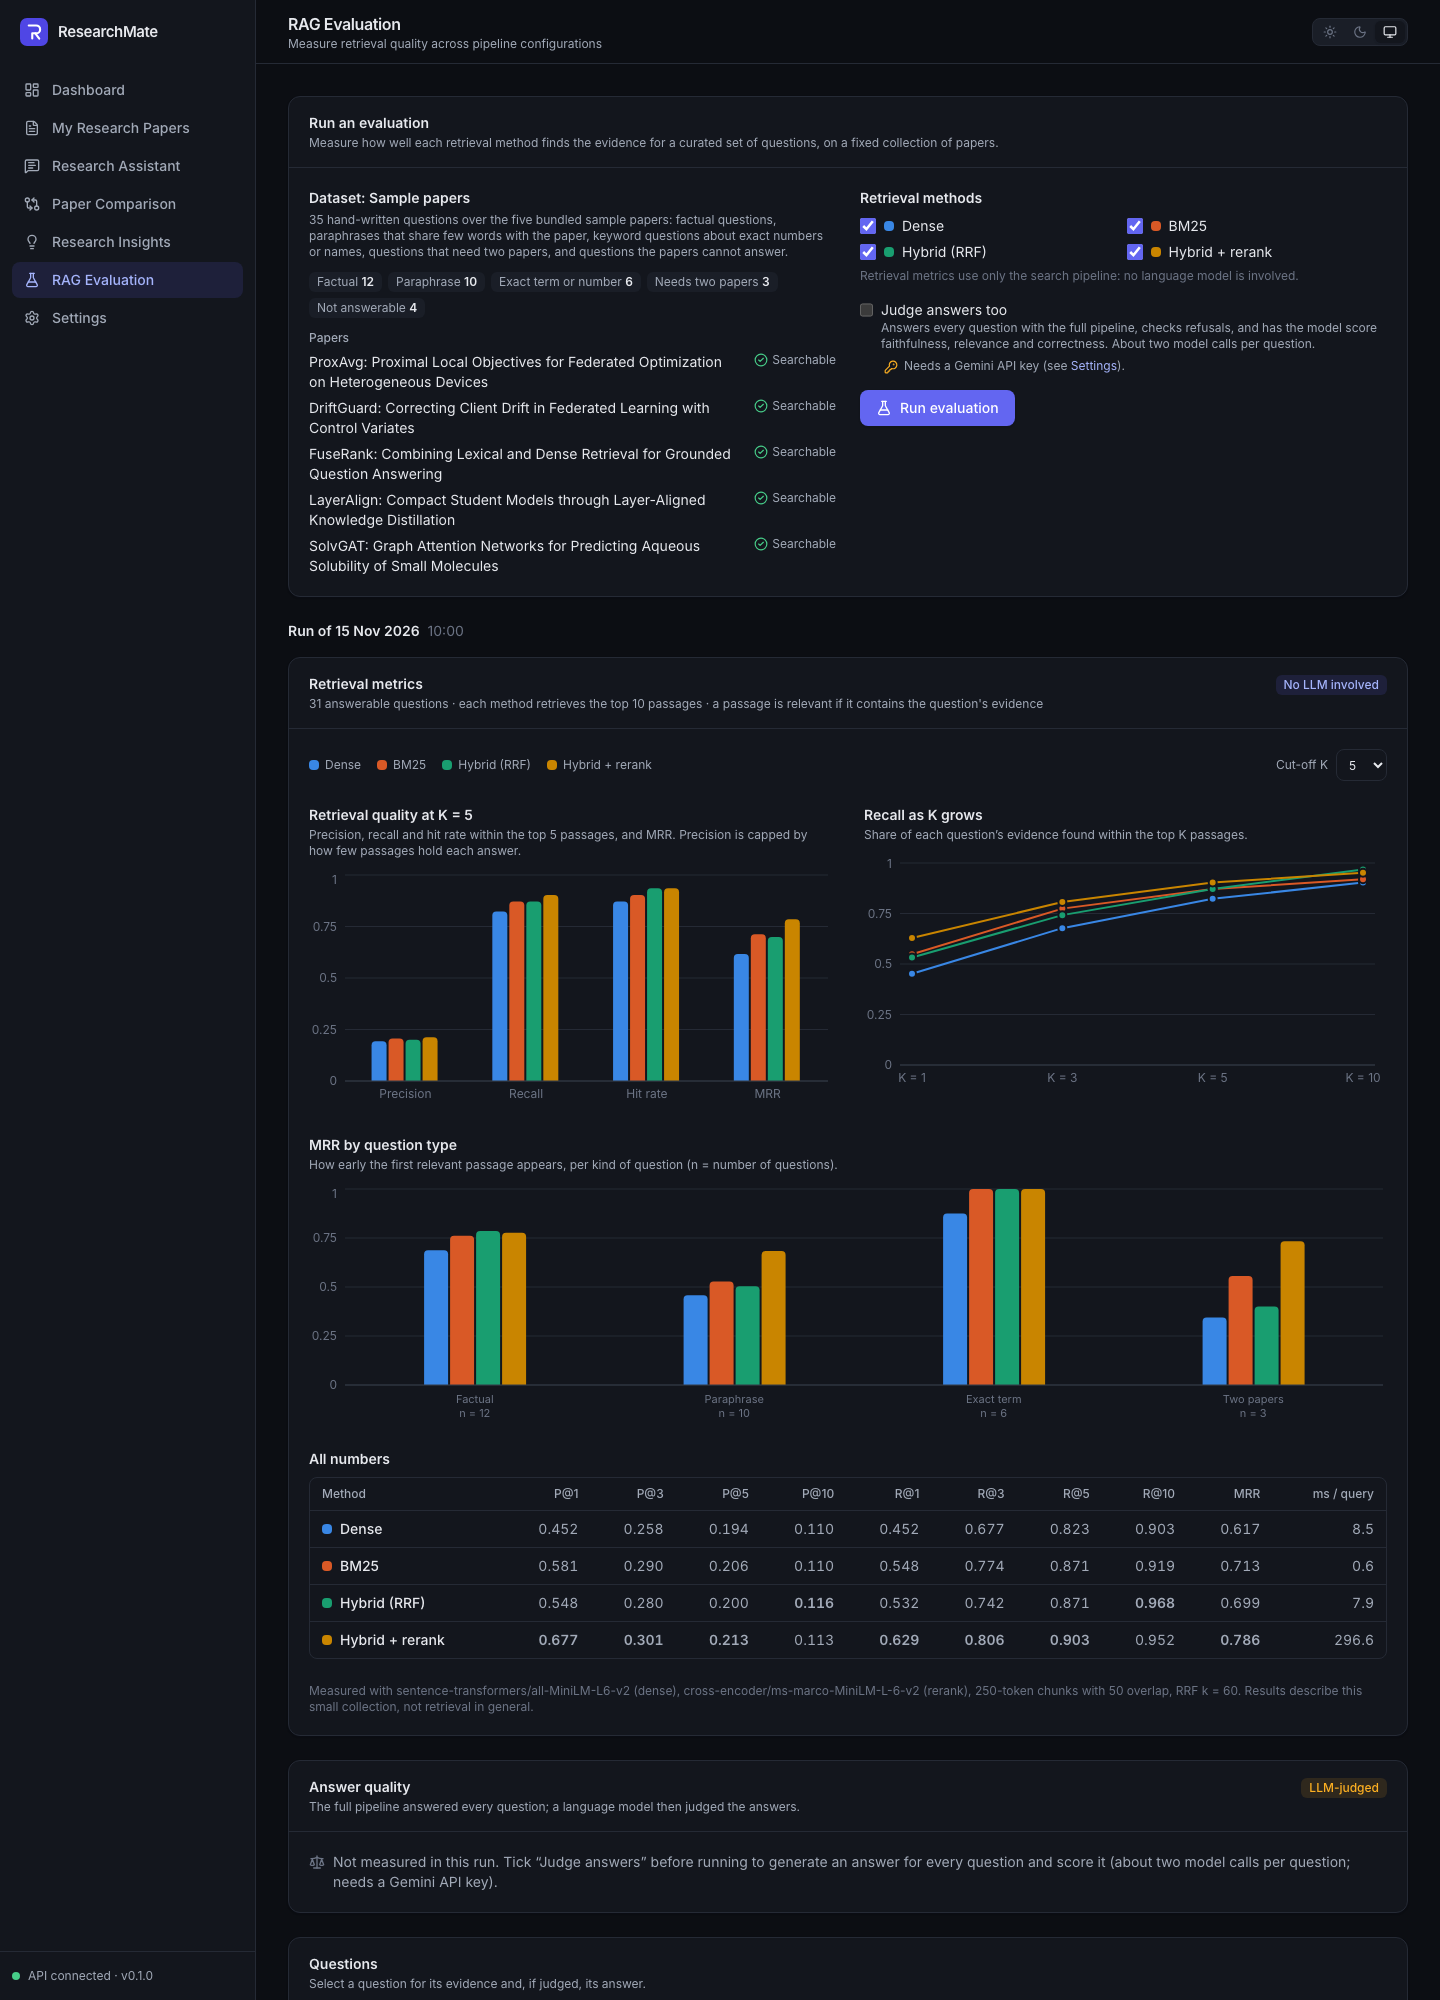 ResearchMate
Dashboard
My Research Papers
Research Assistant
Paper Comparison
Research Insights
RAG Evaluation
Settings
API connected · v0.1.0
RAG Evaluation
Measure retrieval quality across pipeline configurations
Run an evaluation
Measure how well each retrieval method finds the evidence for a curated set of questions, on a fixed collection of papers.
Dataset: Sample papers
35 hand-written questions over the five bundled sample papers: factual questions,
paraphrases that share few words with the paper, keyword questions about exact numbers
or names, questions that need two papers, and questions the papers cannot answer.
Factual 12 Paraphrase 10 Exact term or number 6 Needs two papers 3
Not answerable 4
Papers
ProxAvg: Proximal Local Objectives for Federated Optimization
on Heterogeneous Devices
Searchable
DriftGuard: Correcting Client Drift in Federated Learning with
Control Variates
Searchable
FuseRank: Combining Lexical and Dense Retrieval for Grounded
Question Answering
Searchable
LayerAlign: Compact Student Models through Layer-Aligned
Knowledge Distillation
Searchable
SolvGAT: Graph Attention Networks for Predicting Aqueous
Solubility of Small Molecules
Searchable
Retrieval methods
Dense BM25
Hybrid (RRF) Hybrid + rerank
Retrieval metrics use only the search pipeline: no language model is involved.
Judge answers too
Answers every question with the full pipeline, checks refusals, and has the model score
faithfulness, relevance and correctness. About two model calls per question.
Needs a Gemini API key (see Settings).
Run evaluation
Run of 15 Nov 2026 10:00
Retrieval metrics
No LLM involved
31 answerable questions · each method retrieves the top 10 passages · a passage is relevant if it contains the question's evidence
Dense BM25 Hybrid (RRF) Hybrid + rerank
Cut-off K 5
Retrieval quality at K = 5
Precision, recall and hit rate within the top 5 passages, and MRR. Precision is capped by
how few passages hold each answer.
1
0.75
0.5
0.25
0
Precision Recall Hit rate MRR
Recall as K grows
Share of each question’s evidence found within the top K passages.
1
0.75
0.5
0.25
0
K = 1 K = 3 K = 5 K = 10
MRR by question type
How early the first relevant passage appears, per kind of question (n = number of questions).
1
0.75
0.5
0.25
0
Factual Paraphrase Exact term Two papers
n = 12 n = 10 n = 6 n = 3
All numbers
Method P@1 P@3 P@5 P@10 R@1 R@3 R@5 R@10 MRR ms / query
Dense 0.452 0.258 0.194 0.110 0.452 0.677 0.823 0.903 0.617 8.5
BM25 0.581 0.290 0.206 0.110 0.548 0.774 0.871 0.919 0.713 0.6
Hybrid (RRF) 0.548 0.280 0.200 0.116 0.532 0.742 0.871 0.968 0.699 7.9
Hybrid + rerank 0.677 0.301 0.213 0.113 0.629 0.806 0.903 0.952 0.786 296.6
Measured with sentence-transformers/all-MiniLM-L6-v2 (dense), cross-encoder/ms-marco-MiniLM-L-6-v2 (rerank), 250-token chunks with 50 overlap, RRF k = 60. Results describe this
small collection, not retrieval in general.
Answer quality
LLM-judged
The full pipeline answered every question; a language model then judged the answers.
Not measured in this run. Tick “Judge answers” before running to generate an answer for every question and score it (about two model calls per question;
needs a Gemini API key).
Questions
Select a question for its evidence and, if judged, its answer.